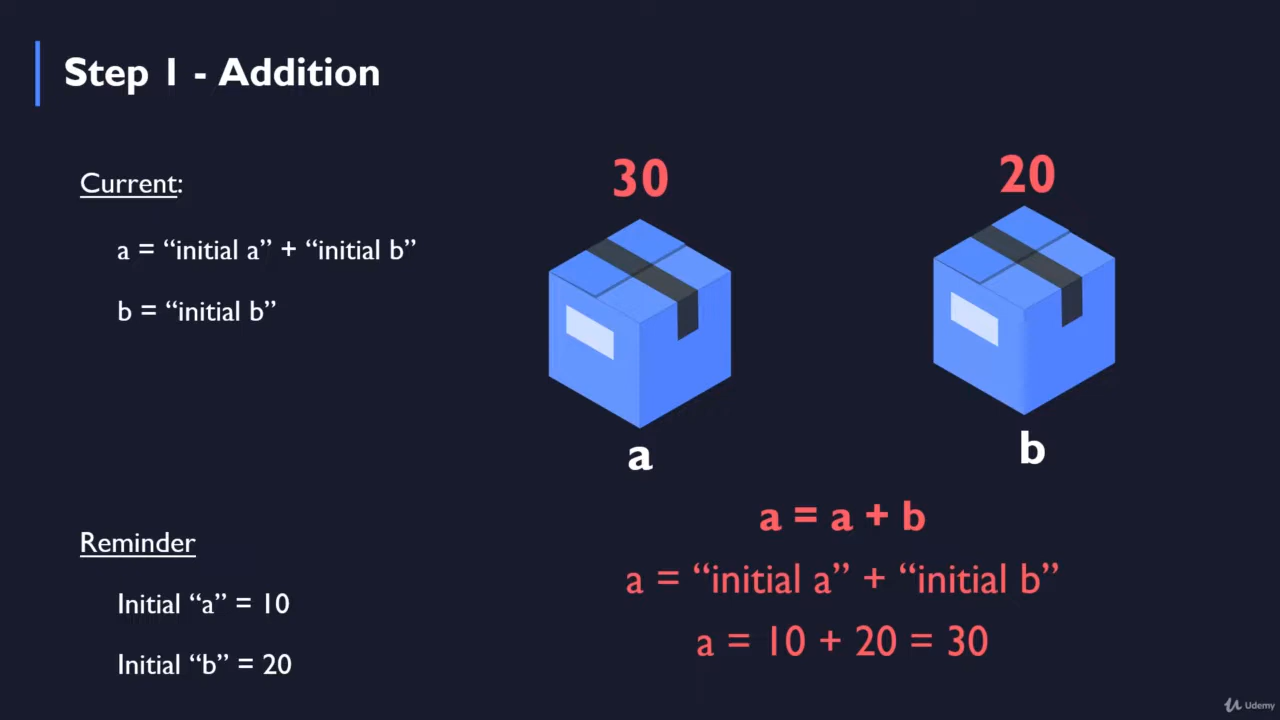 Step 1 - Addition
Current:
a = “initial a” + “initial b”
b = “initial b”
30
20
a
b
a = a + b
a = “initial a” + “initial b”
a = 10 + 20 = 30
Reminder
Initial “a” = 10
Initial “b” = 20
Udemy